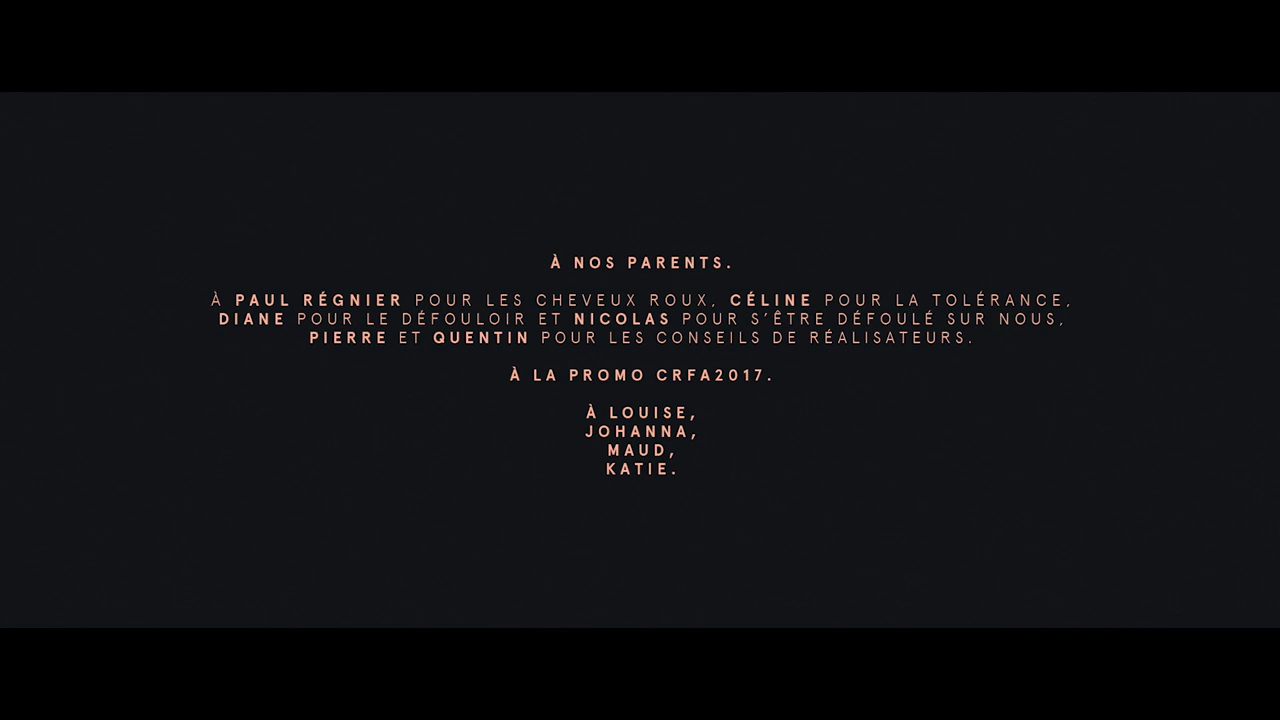 À NOS PARENTS.
À PAUL RÉGNIER POUR LES CHEVEUX ROUX, CÉLINE POUR LA TOLÉRANCE,
DIANE POUR LE DÉFOULOIR ET NICOLAS POUR S'ÊTRE DÉFOULÉ SUR NOUS,
PIERRE ET QUENTIN POUR LES CONSEILS DE RÉALISATEURS.
À LA PROMO CRFA2017.
À LOUISE,
JOHANNA,
MAUD,
KATIE.